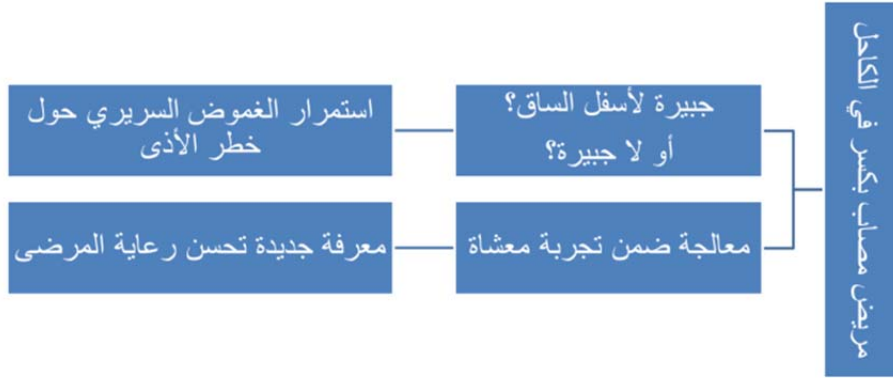 مريض مصاب بكسر في الكاحل
جبيرة لأسفل الساق؟
أو لا جبيرة؟
استمرار الغموض السريري حول
خطر الأذى
معالجة ضمن تجربة معشاة
معرفة جديدة تحسن رعاية المرضى